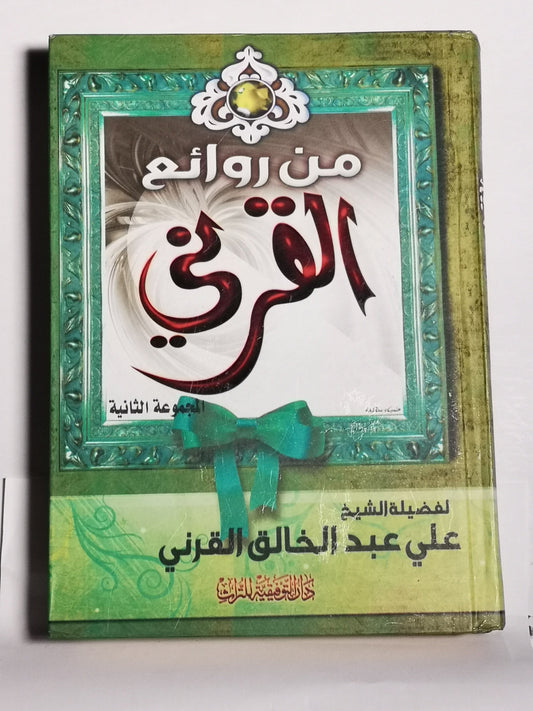 من روائع
القرني
المجموعة الثانية
لفضيلة الشيخ
علي عبد الخالق القرني
دار التوفيقية للتراث